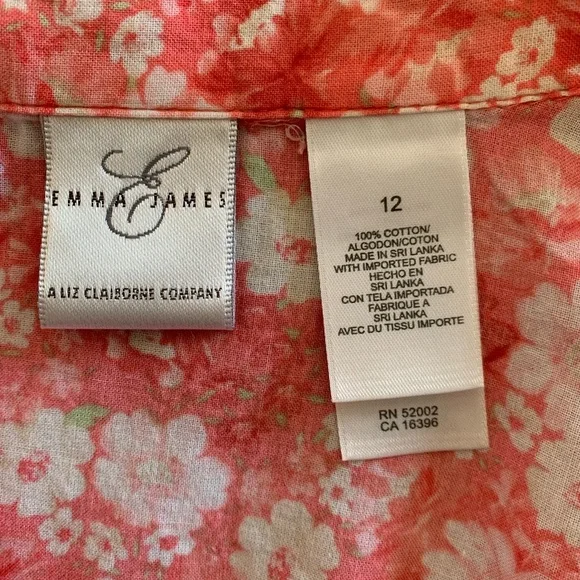 E
EMMA JAMES
A LIZ CLAIBORNE COMPANY
12
100% COTTON/
ALGODON/COTON
MADE IN SRI LANKA
WITH IMPORTED FABRIC
HECHO EN
SRI LANKA
CON TELA IMPORTADA
FABRIQUE A
SRI LANKA
AVEC DU TISSU IMPORTE
RN 52002
CA 16396